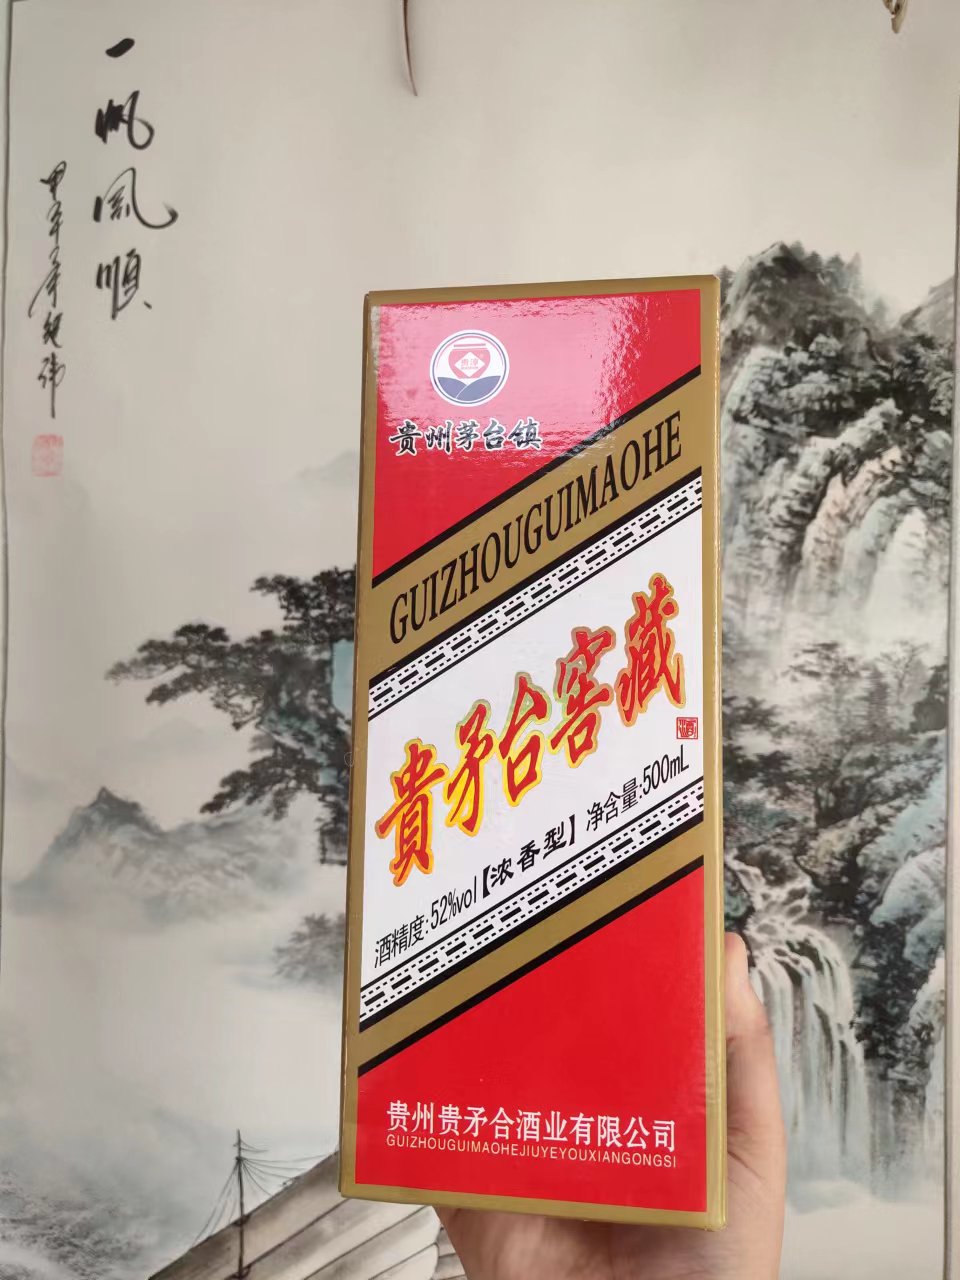 一帆風順
贵州茅台镇
GUIZHOUGUIMAOHE
貴矛台窖藏
酒
酒精度:52%vol【浓香型】净含量:500mL
贵州贵矛合酒业有限公司
GUIZHOUGUIMAOHEJIUYEYOUXIANGONGSI